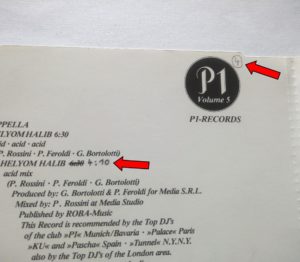 4
P1
Volume 5
P1-RECORDS
PPELLA
HELYOM HALIB 6:30
id · acid · acid
P. Rossini · P. Feroldi · G. Bortolotti)
HELYOM HALIB 6:30 4:10
acid mix
(P. Rossini · P. Feroldi · G. Bortolotti)
Produced by: G. Bortolotti & P. Feroldi for Media S.R.L.
Mixed by: P. Rossini at Media Studio
Published by ROBA-Music
This Record is recommended by the Top DJ's
of the club »P1« Munich/Bavaria · »Palace« Paris
»KU« and »Pascha« Spain · »Tunnel« N.Y.N.Y.
also by the Top DJ's of the London area.